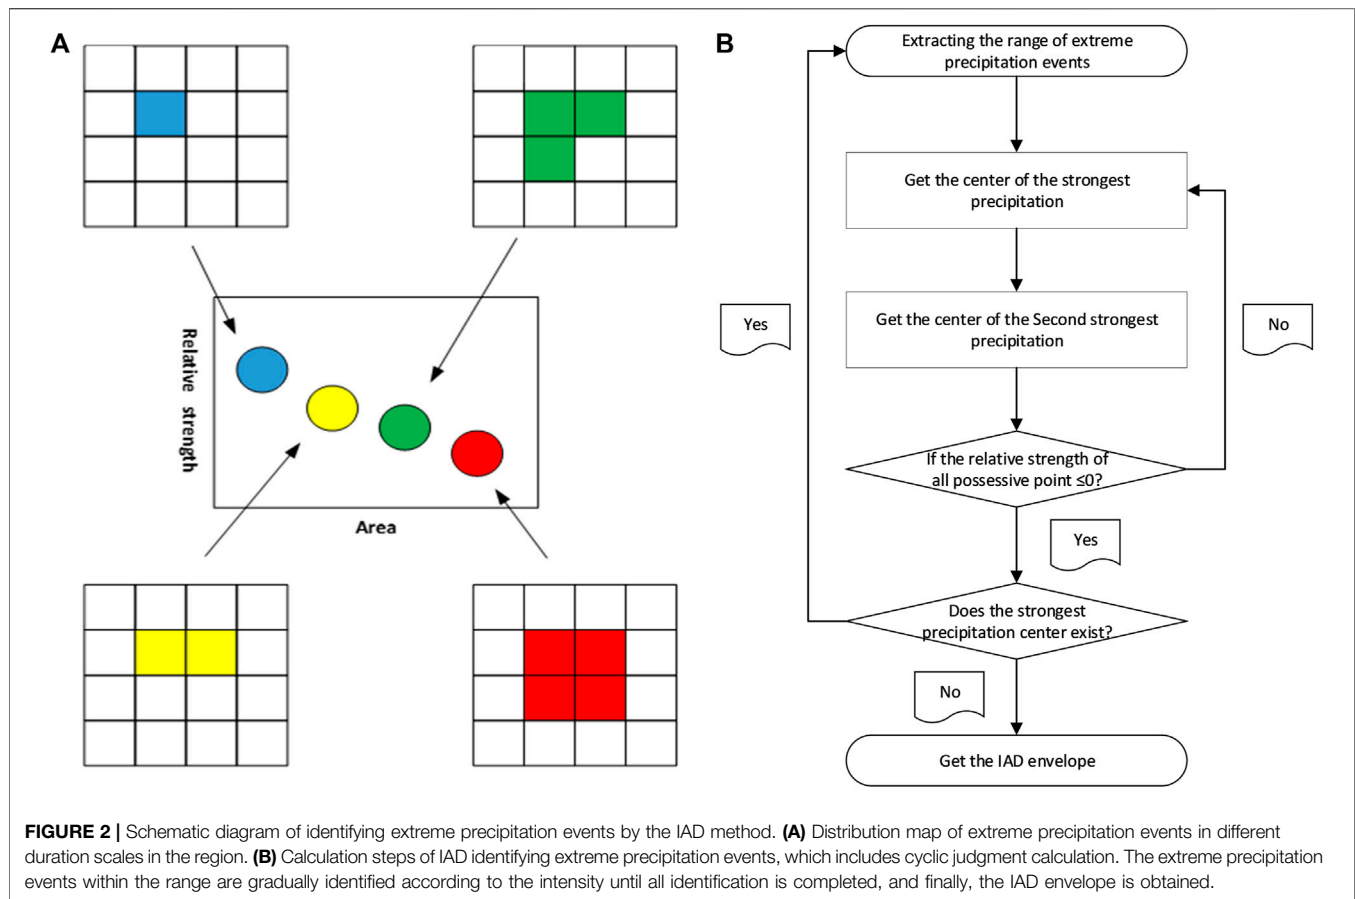 A
Relative strength
Area
B
Extracting the range of extreme
precipitation events
Get the center of the strongest
precipitation
Get the center of the Second strongest
precipitation
Yes
No
If the relative strength of
all possessive point ≤0?
Yes
Does the strongest
precipitation center exist?
No
Get the IAD envelope
FIGURE 2 | Schematic diagram of identifying extreme precipitation events by the IAD method. (A) Distribution map of extreme precipitation events in different
duration scales in the region. (B) Calculation steps of IAD identifying extreme precipitation events, which includes cyclic judgment calculation. The extreme precipitation
events within the range are gradually identified according to the intensity until all identification is completed, and finally, the IAD envelope is obtained.